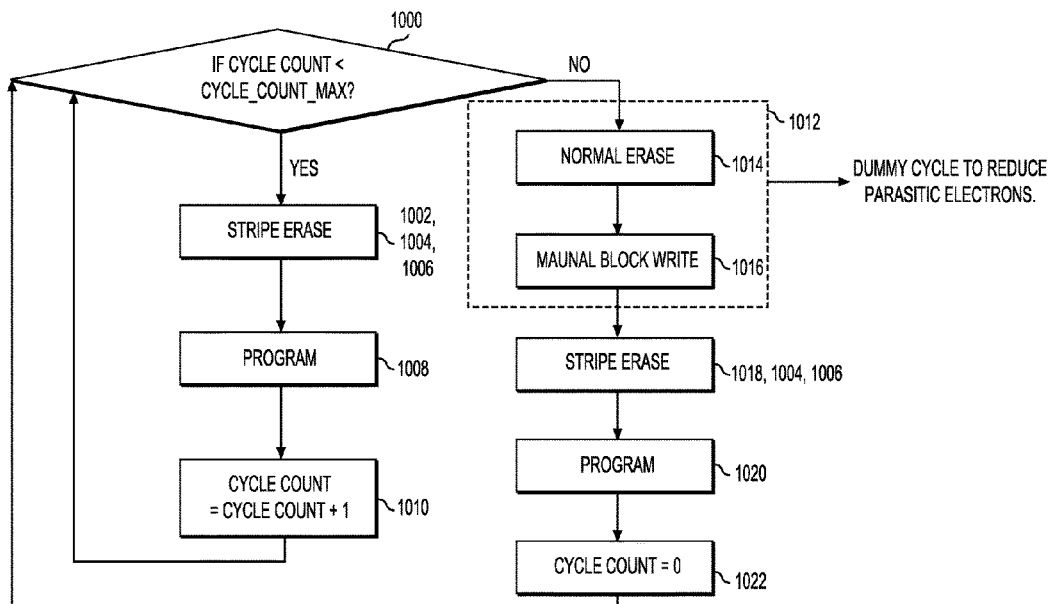 1000
IF CYCLE COUNT <
CYCLE_COUNT_MAX?
NO
YES
1012
NORMAL ERASE
1014
DUMMY CYCLE TO REDUCE
PARASITIC ELECTRONS.
STRIPE ERASE
1002,
1004,
1006
MAUNAL BLOCK WRITE
1016
PROGRAM
1008
STRIPE ERASE
1018, 1004, 1006
PROGRAM
1020
CYCLE COUNT
= CYCLE COUNT + 1
1010
CYCLE COUNT = 0
1022